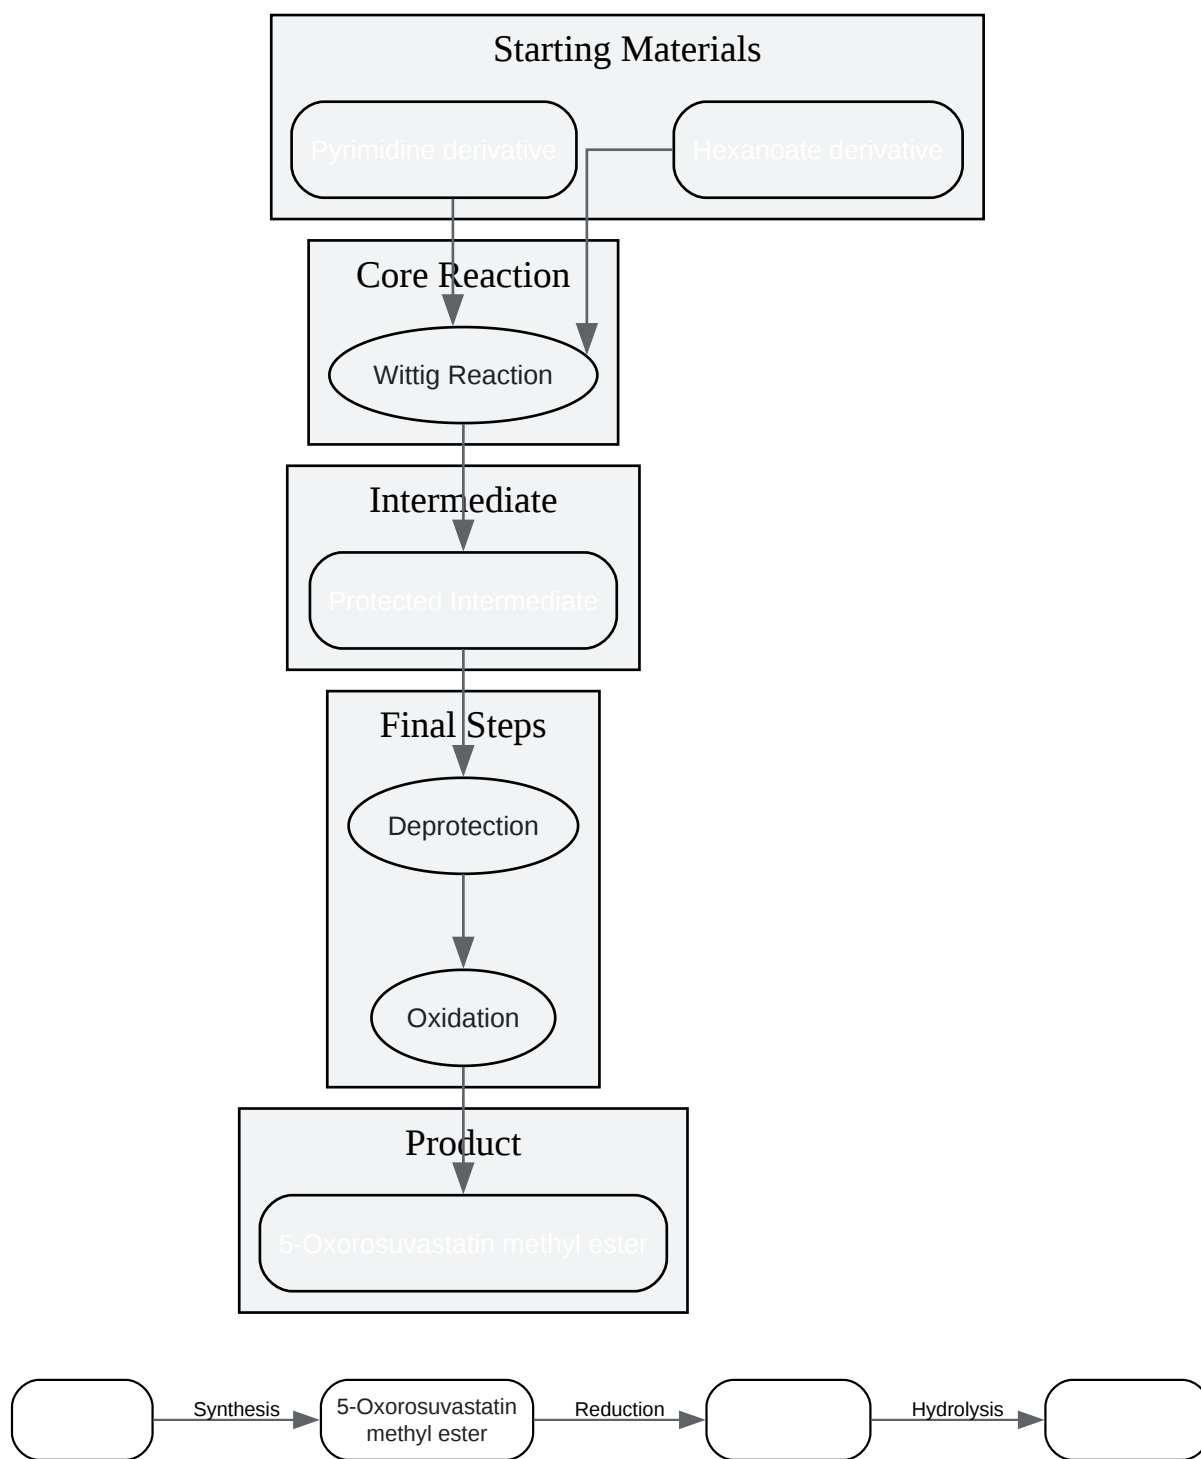 Starting Materials
Pyrimidine derivative
Hexanoate derivative
Core Reaction
Wittig Reaction
Intermediate
Protected Intermediate
Final Steps
Deprotection
Oxidation
Product
5-Oxorosuvastatin methyl ester
Synthesis
5-Oxorosuvastatin
methyl ester
Reduction
Hydrolysis